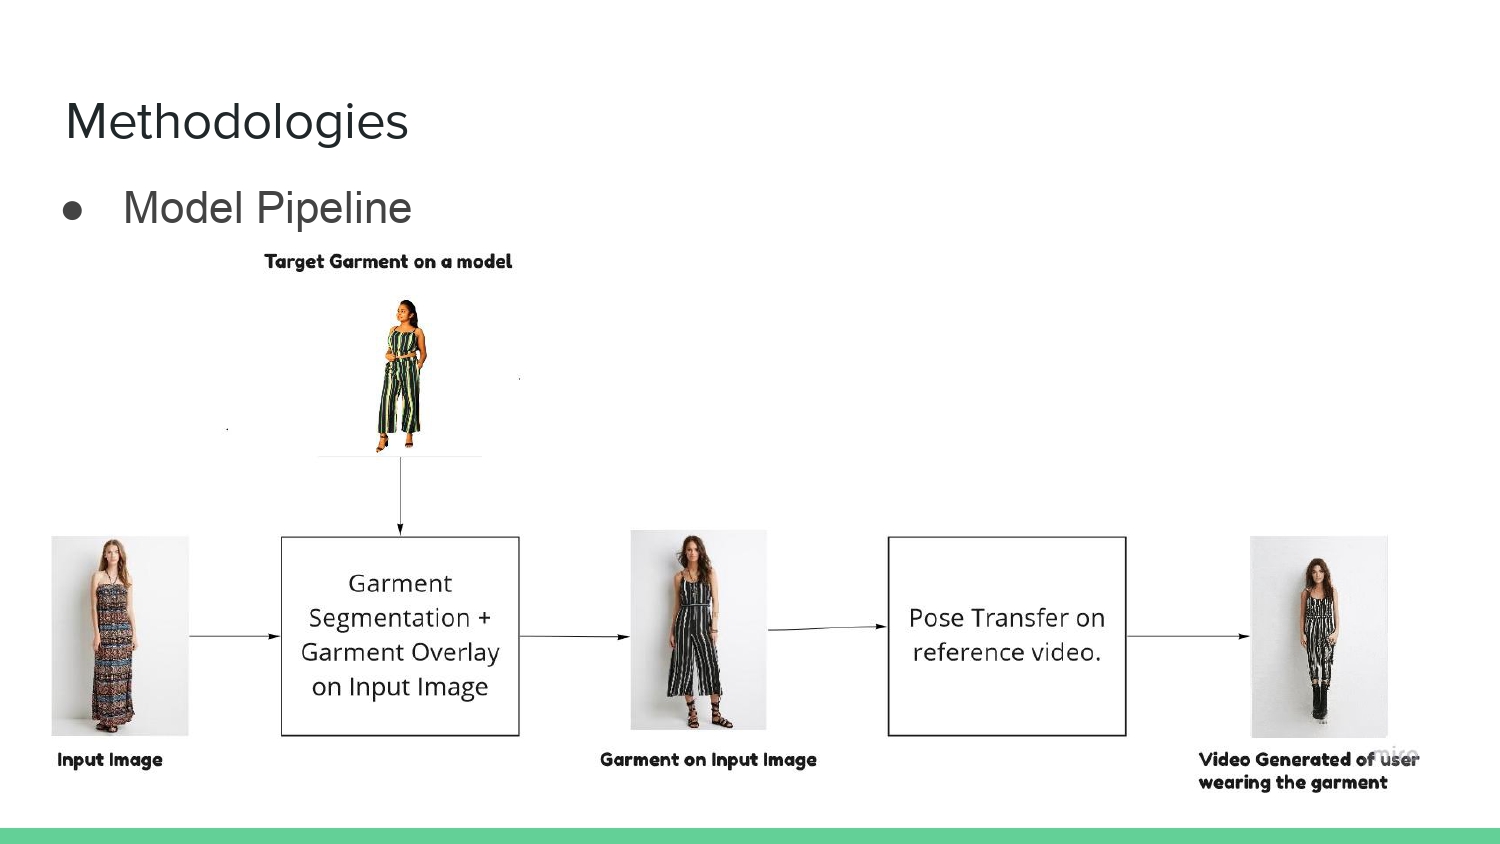 Methodologies
● Model Pipeline
Target Garment on a model
Garment
Segmentation +
Garment Overlay
on Input Image
Pose Transfer on
reference video.
Input Image
Garment on Input Image
Video Generated of user
wearing the garment
miro